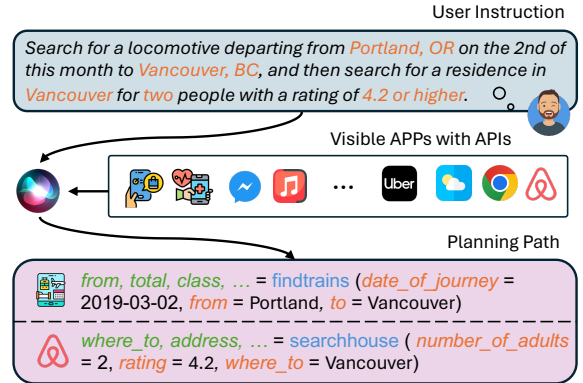 User Instruction
Search for a locomotive departing from Portland, OR on the 2nd of
this month to Vancouver, BC, and then search for a residence in
Vancouver for two people with a rating of 4.2 or higher.
Visible APPs with APIs
... Uber
Planning Path
from, total, class, … = findtrains (date_of_journey =
2019-03-02, from = Portland, to = Vancouver)
where_to, address, … = searchhouse ( number_of_adults
= 2, rating = 4.2, where_to = Vancouver)